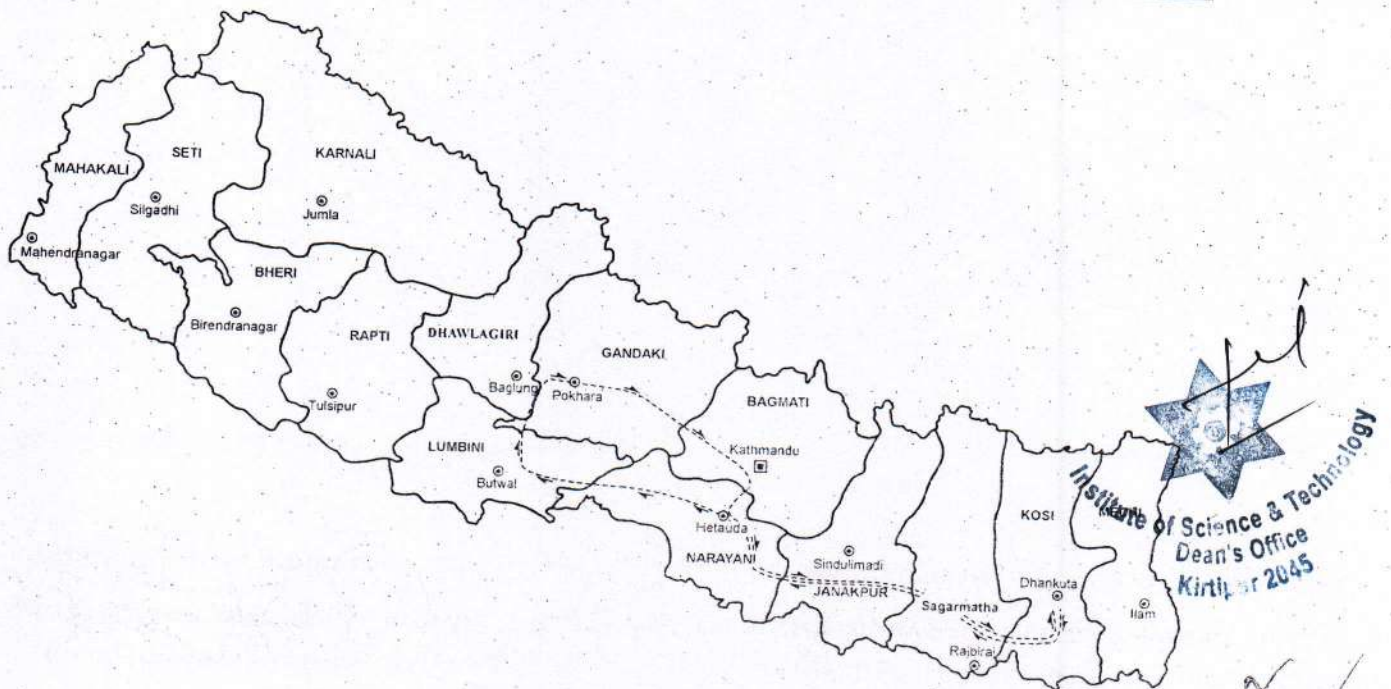 MAHAKALI
SETI
KARNALI
Silgadhi
Jumla
Mahendranagar
BHERI
Birendranagar
RAPTI
DHAWLAGIRI
GANDAKI
Baglung
Pokhara
BAGMATI
Tulsipur
LUMBINI
Kathmandu
Butwal
Hetauda
NARAYANI
Sindulimadi
JANAKPUR
KOSI
Dhankuta
Sagarmatha
Ilam
Rajbiraj
Institute of Science & Technology
Dean's Office
Kirtipur 2045